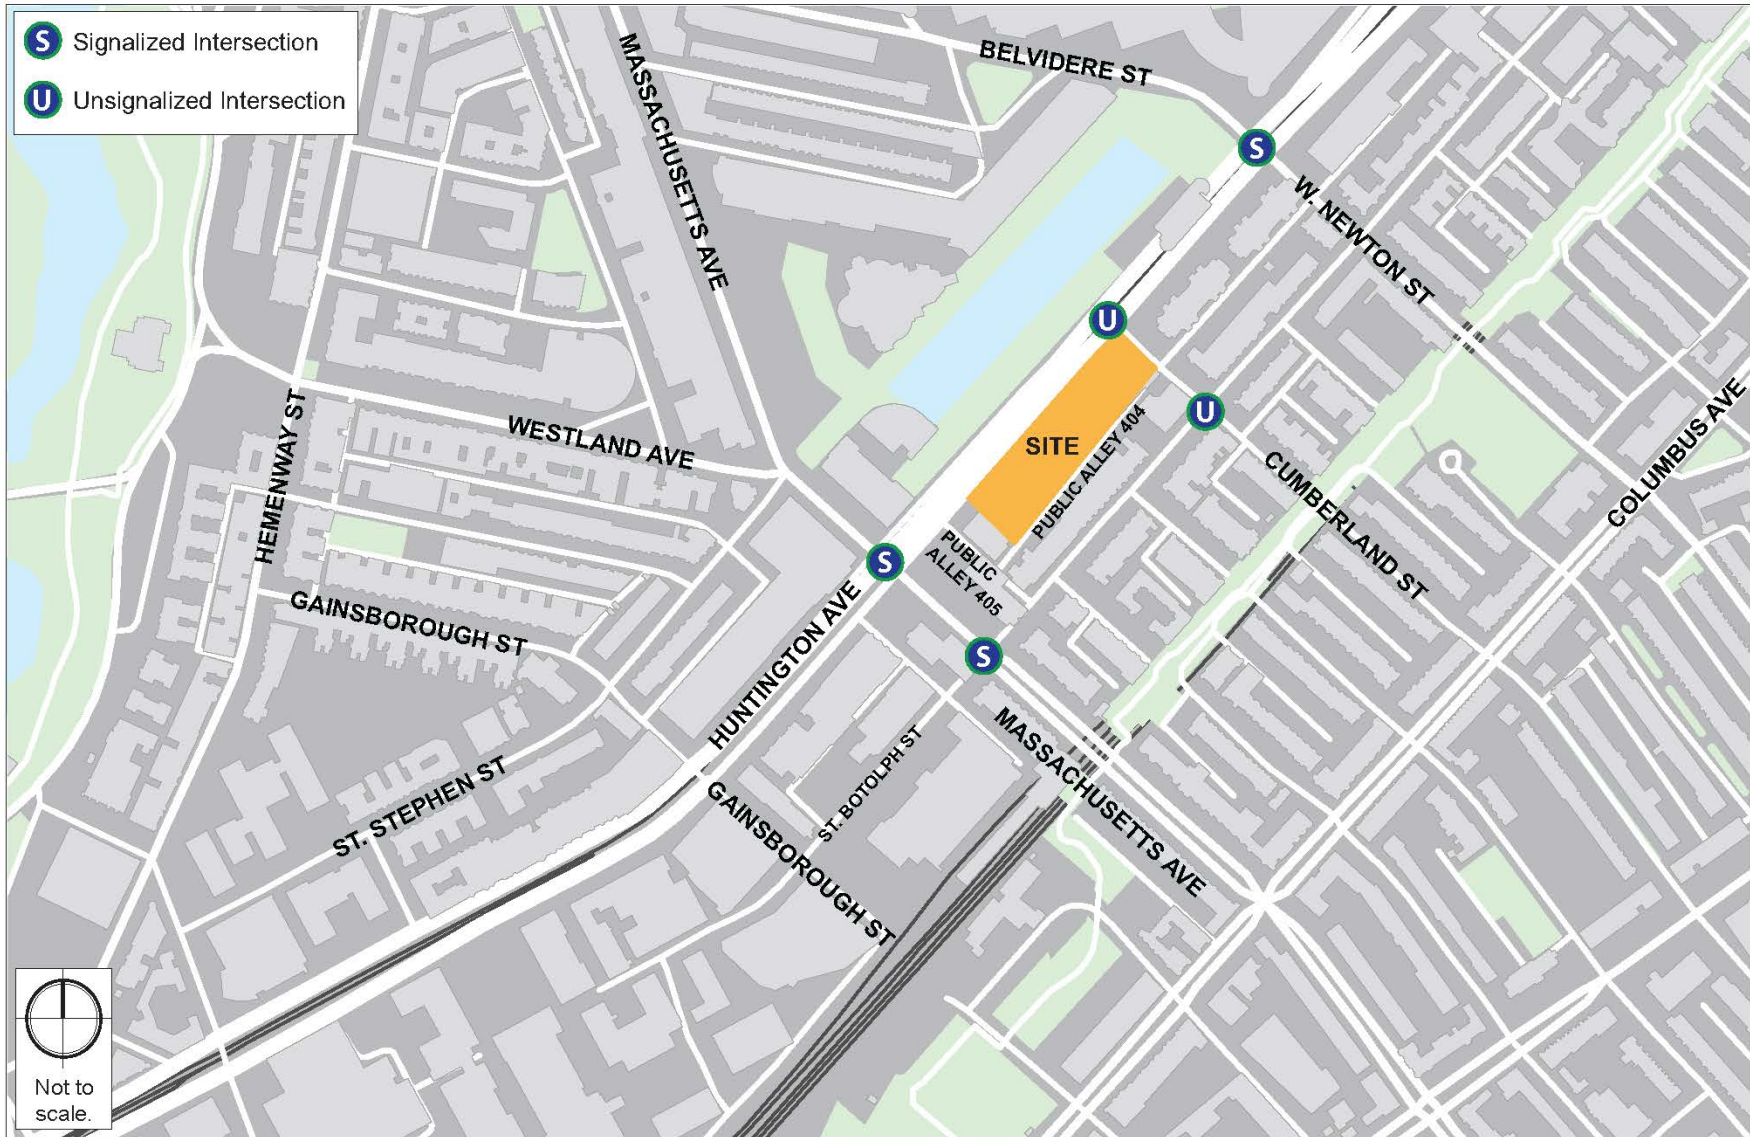 S Signalized Intersection
U Unsignalized Intersection
MASSACHUSETTS AVE
BELVIDERE ST
S
W. NEWTON ST
U
U
SITE
PUBLIC ALLEY 404
CUMBERLAND ST
COLUMBUS AVE
WESTLAND AVE
HEMENWAY ST
S
PUBLIC
ALLEY 405
GAINSBOROUGH ST
HUNTINGTON AVE
S
ST. BOTOLPH ST
MASSACHUSETTS AVE
ST. STEPHEN ST
GAINSBOROUGH ST
Not to
scale.